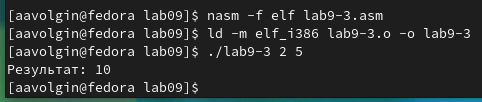 [aavolgin@fedora lab09]$ nasm -f elf lab9-3.asm
[aavolgin@fedora lab09]$ ld -m elf_i386 lab9-3.o -o lab9-3
[aavolgin@fedora lab09]$ ./lab9-3 2 5
Результат: 10
[aavolgin@fedora lab09]$